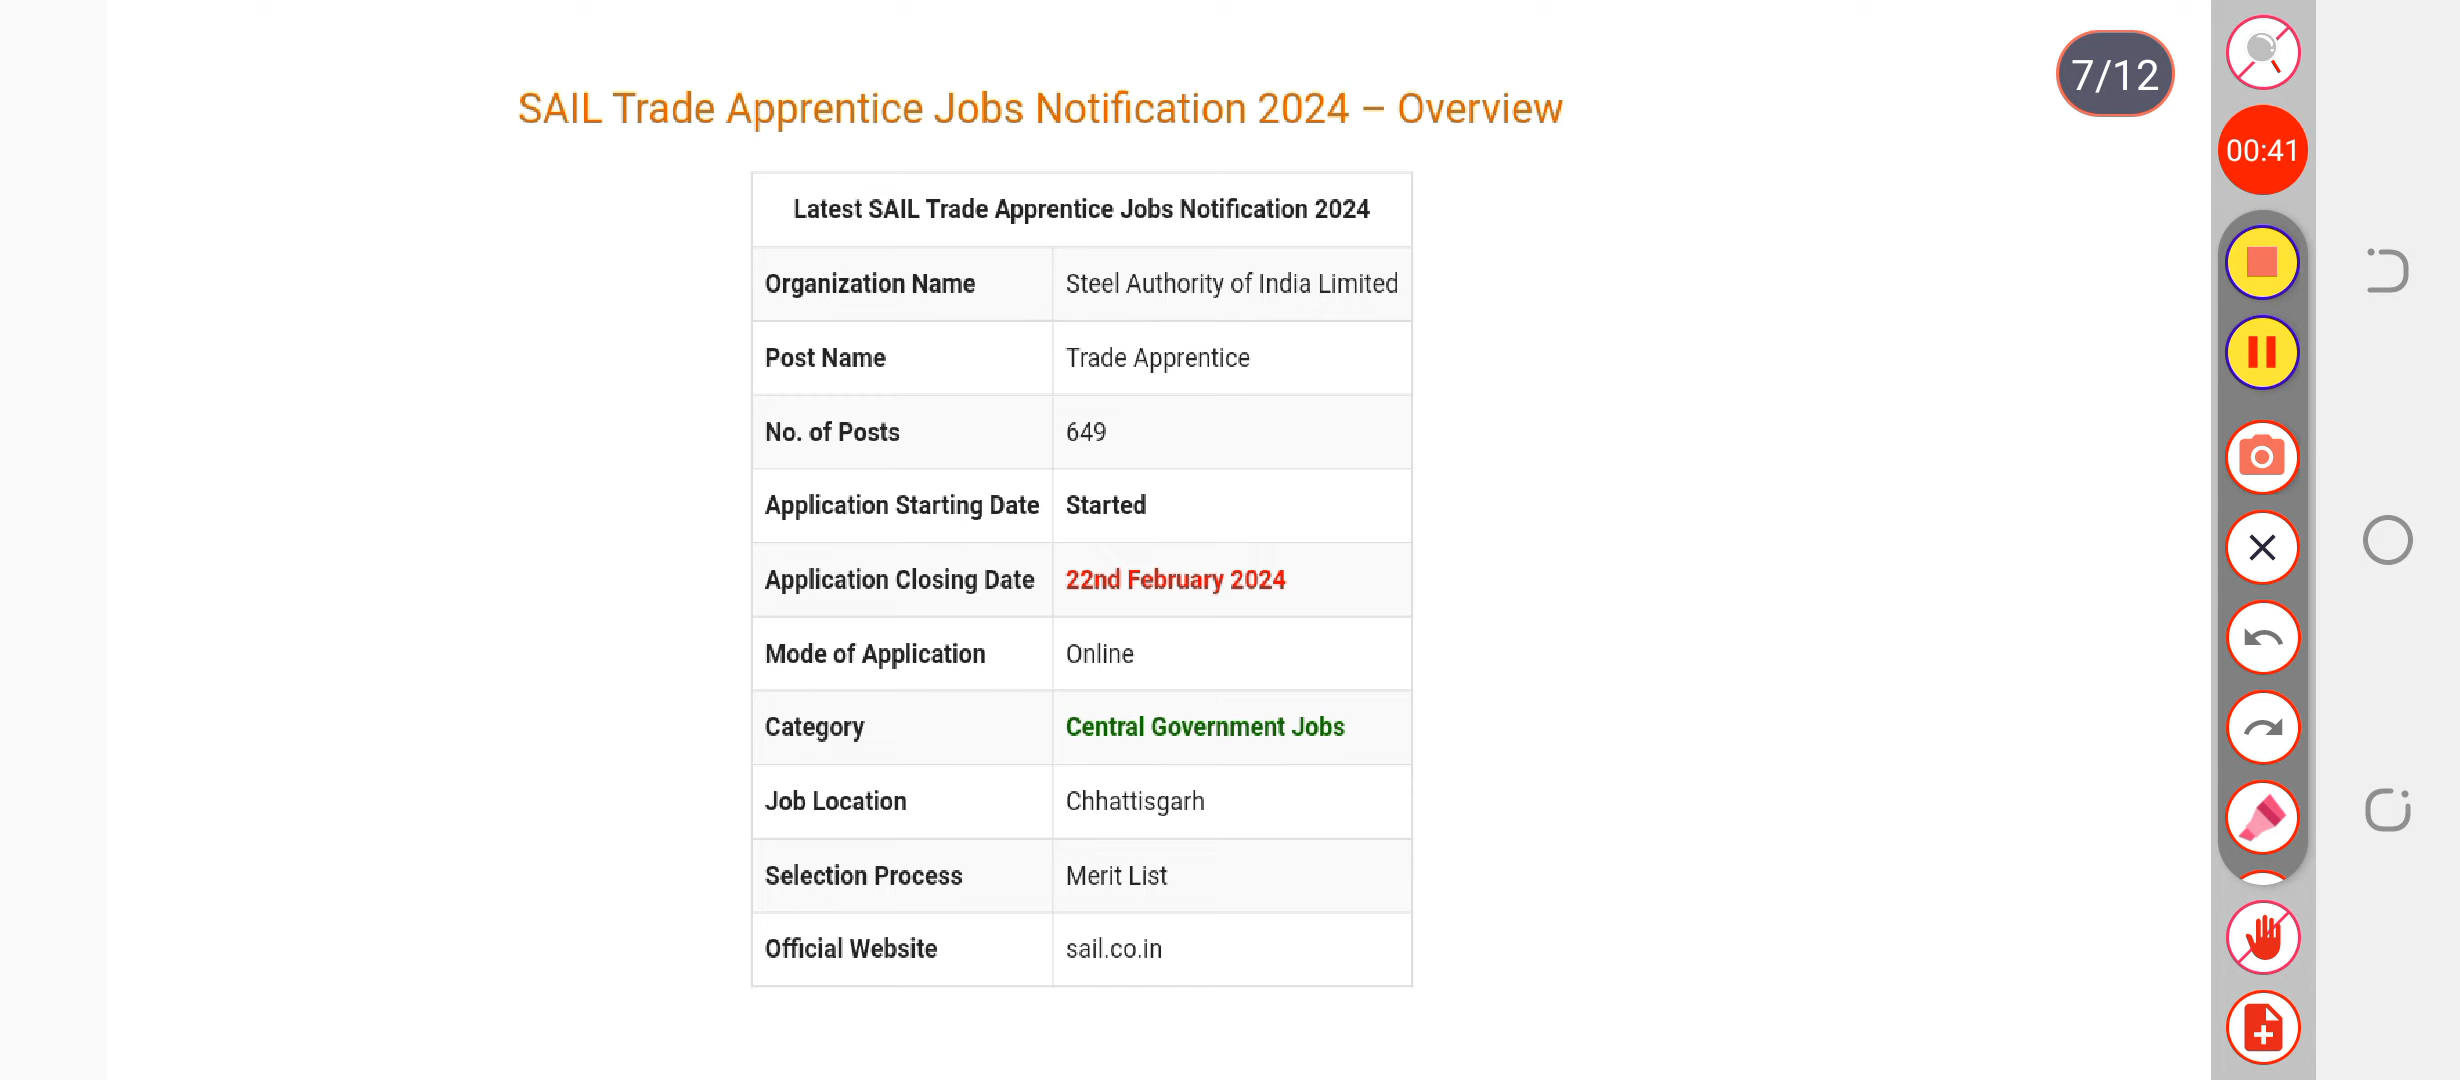 7/12
SAIL Trade Apprentice Jobs Notification 2024 – Overview
00:41
Latest SAIL Trade Apprentice Jobs Notification 2024
Organization Name Steel Authority of India Limited
Post Name Trade Apprentice
No. of Posts 649
Application Starting Date Started
Application Closing Date 22nd February 2024
Mode of Application Online
Category Central Government Jobs
Job Location Chhattisgarh
Selection Process Merit List
Official Website sail.co.in